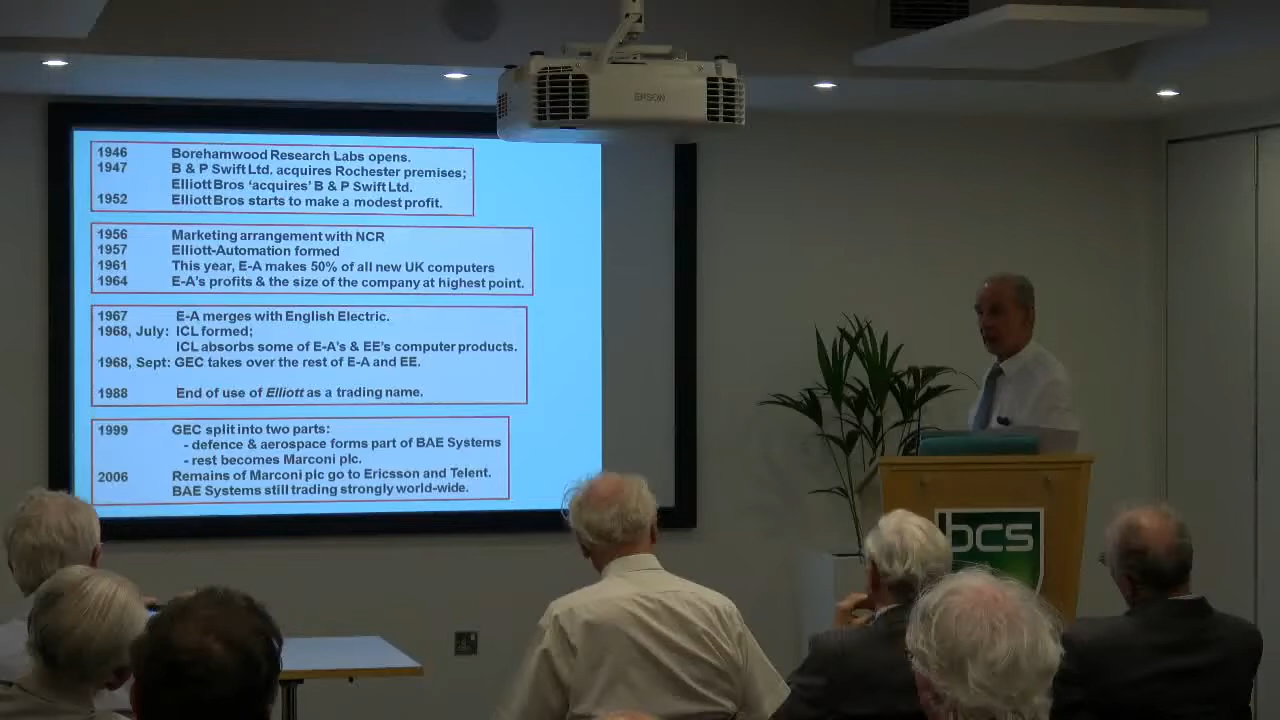 EPSON
1946 Borehamwood Research Labs opens.
1947 B & P Swift Ltd. acquires Rochester premises;
Elliott Bros ‘acquires’ B & P Swift Ltd.
1952 Elliott Bros starts to make a modest profit.
1956 Marketing arrangement with NCR
1957 Elliott-Automation formed
1961 This year, E-A makes 50% of all new UK computers
1964 E-A’s profits & the size of the company at highest point.
1967 E-A merges with English Electric.
1968, July: ICL formed;
ICL absorbs some of E-A’s & EE’s computer products.
1968, Sept: GEC takes over the rest of E-A and EE.
1988 End of use of Elliott as a trading name.
1999 GEC split into two parts:
- defence & aerospace forms part of BAE Systems
- rest becomes Marconi plc.
2006 Remains of Marconi plc go to Ericsson and Telent.
BAE Systems still trading strongly world-wide.
bcs